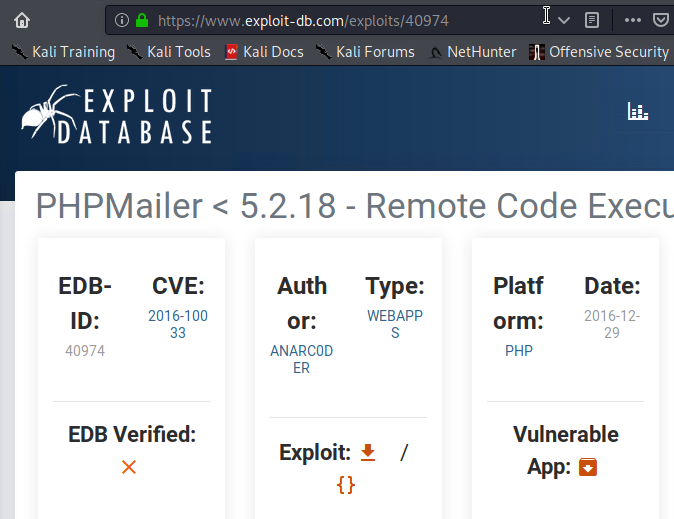 https://www.exploit-db.com/exploits/40974
Kali Training Kali Tools Kali Docs Kali Forums NetHunter Offensive Security
EXPLOIT
DATABASE
PHPMailer < 5.2.18 - Remote Code Execu
EDB-
ID:
40974
CVE:
2016-100
33
Auth
or:
ANARC0D
ER
Type:
WEBAPP
S
Platf
orm:
PHP
Date:
2016-12-
29
EDB Verified:
Exploit: /
{}
Vulnerable
App: